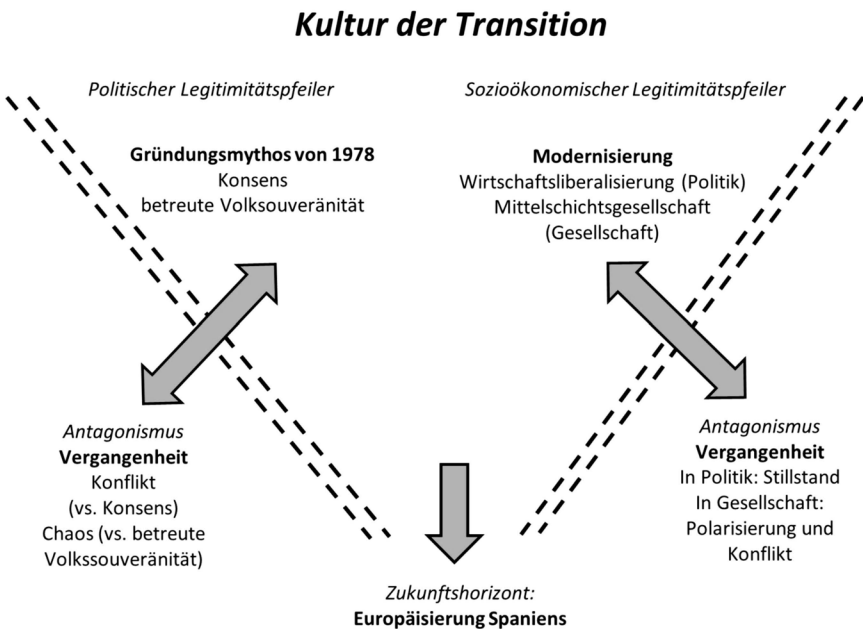 Kultur der Transition
Politischer Legitimitätspfeiler
Sozioökonomischer Legitimitätspfeiler
Gründungsmythos von 1978
Konsens
betreute Volksouveränität
Modernisierung
Wirtschaftsliberalisierung (Politik)
Mittelschichtsgesellschaft
(Gesellschaft)
Antagonismus
Vergangenheit
Konflikt
(vs. Konsens)
Chaos (vs. betreute
Volkssouveränität)
Antagonismus
Vergangenheit
In Politik: Stillstand
In Gesellschaft:
Polarisierung und
Konflikt
Zukunftshorizont:
Europäisierung Spaniens